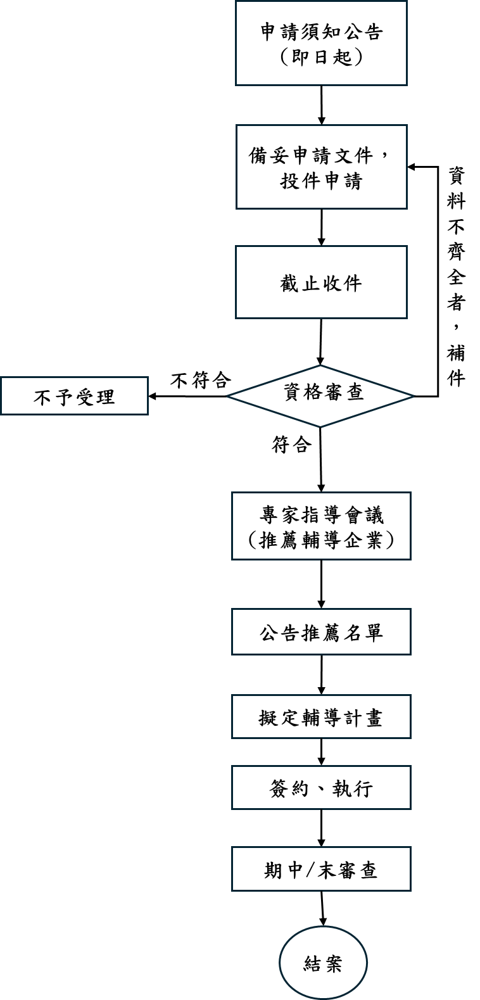 申請須知公告
（即日起）
備妥申請文件，
投件申請
資料不齊全者，補件
截止收件
資格審查
不符合
不予受理
符合
專家指導會議
（推薦輔導企業）
公告推薦名單
擬定輔導計畫
簽約、執行
期中/末審查
結案